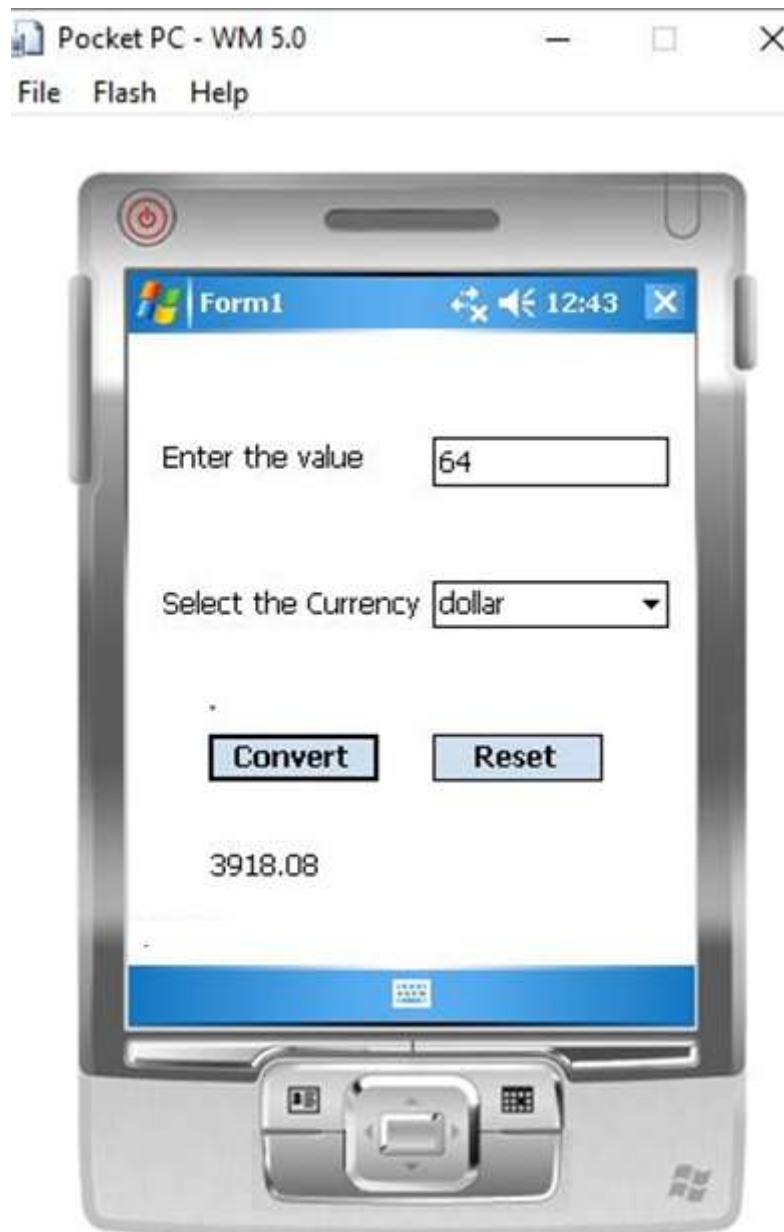 Pocket PC - WM 5.0
File Flash Help
Form1 12:43
Enter the value 64
Select the Currency dollar
Convert Reset
3918.08